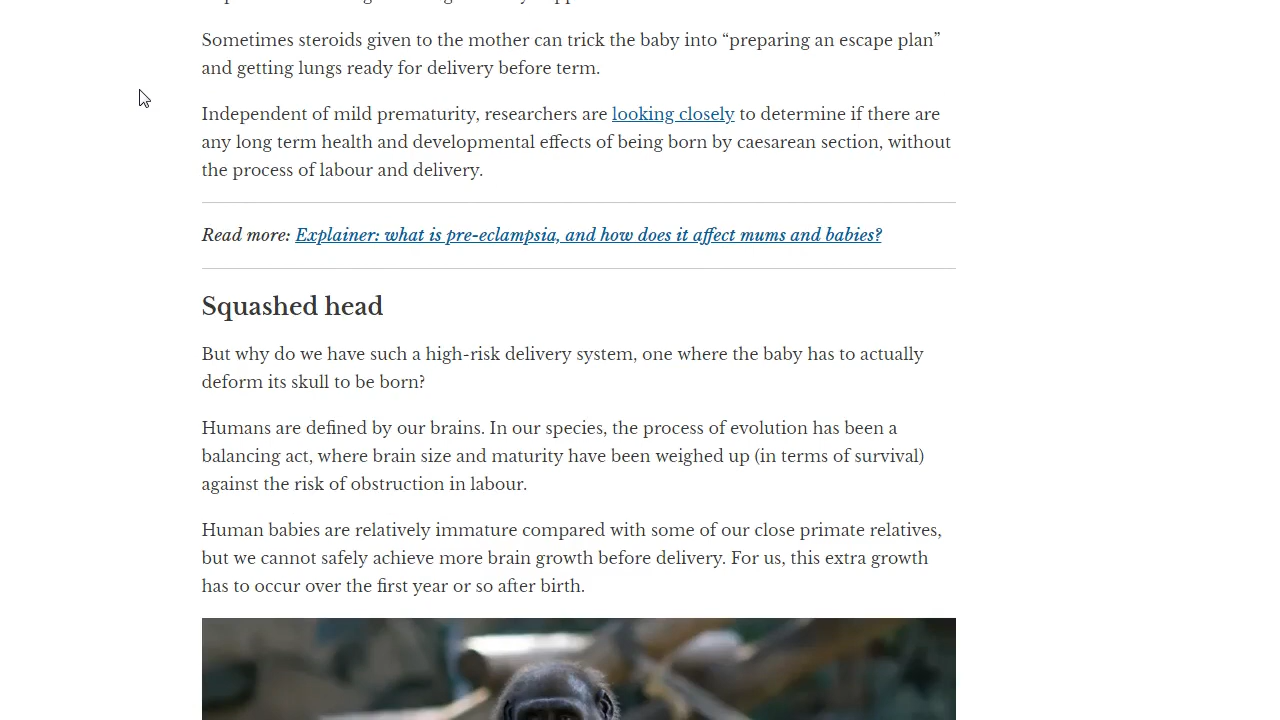 Sometimes steroids given to the mother can trick the baby into “preparing an escape plan”
and getting lungs ready for delivery before term.
Independent of mild prematurity, researchers are looking closely to determine if there are
any long term health and developmental effects of being born by caesarean section, without
the process of labour and delivery.
Read more: Explainer: what is pre-eclampsia, and how does it affect mums and babies?
Squashed head
But why do we have such a high-risk delivery system, one where the baby has to actually
deform its skull to be born?
Humans are defined by our brains. In our species, the process of evolution has been a
balancing act, where brain size and maturity have been weighed up (in terms of survival)
against the risk of obstruction in labour.
Human babies are relatively immature compared with some of our close primate relatives,
but we cannot safely achieve more brain growth before delivery. For us, this extra growth
has to occur over the first year or so after birth.